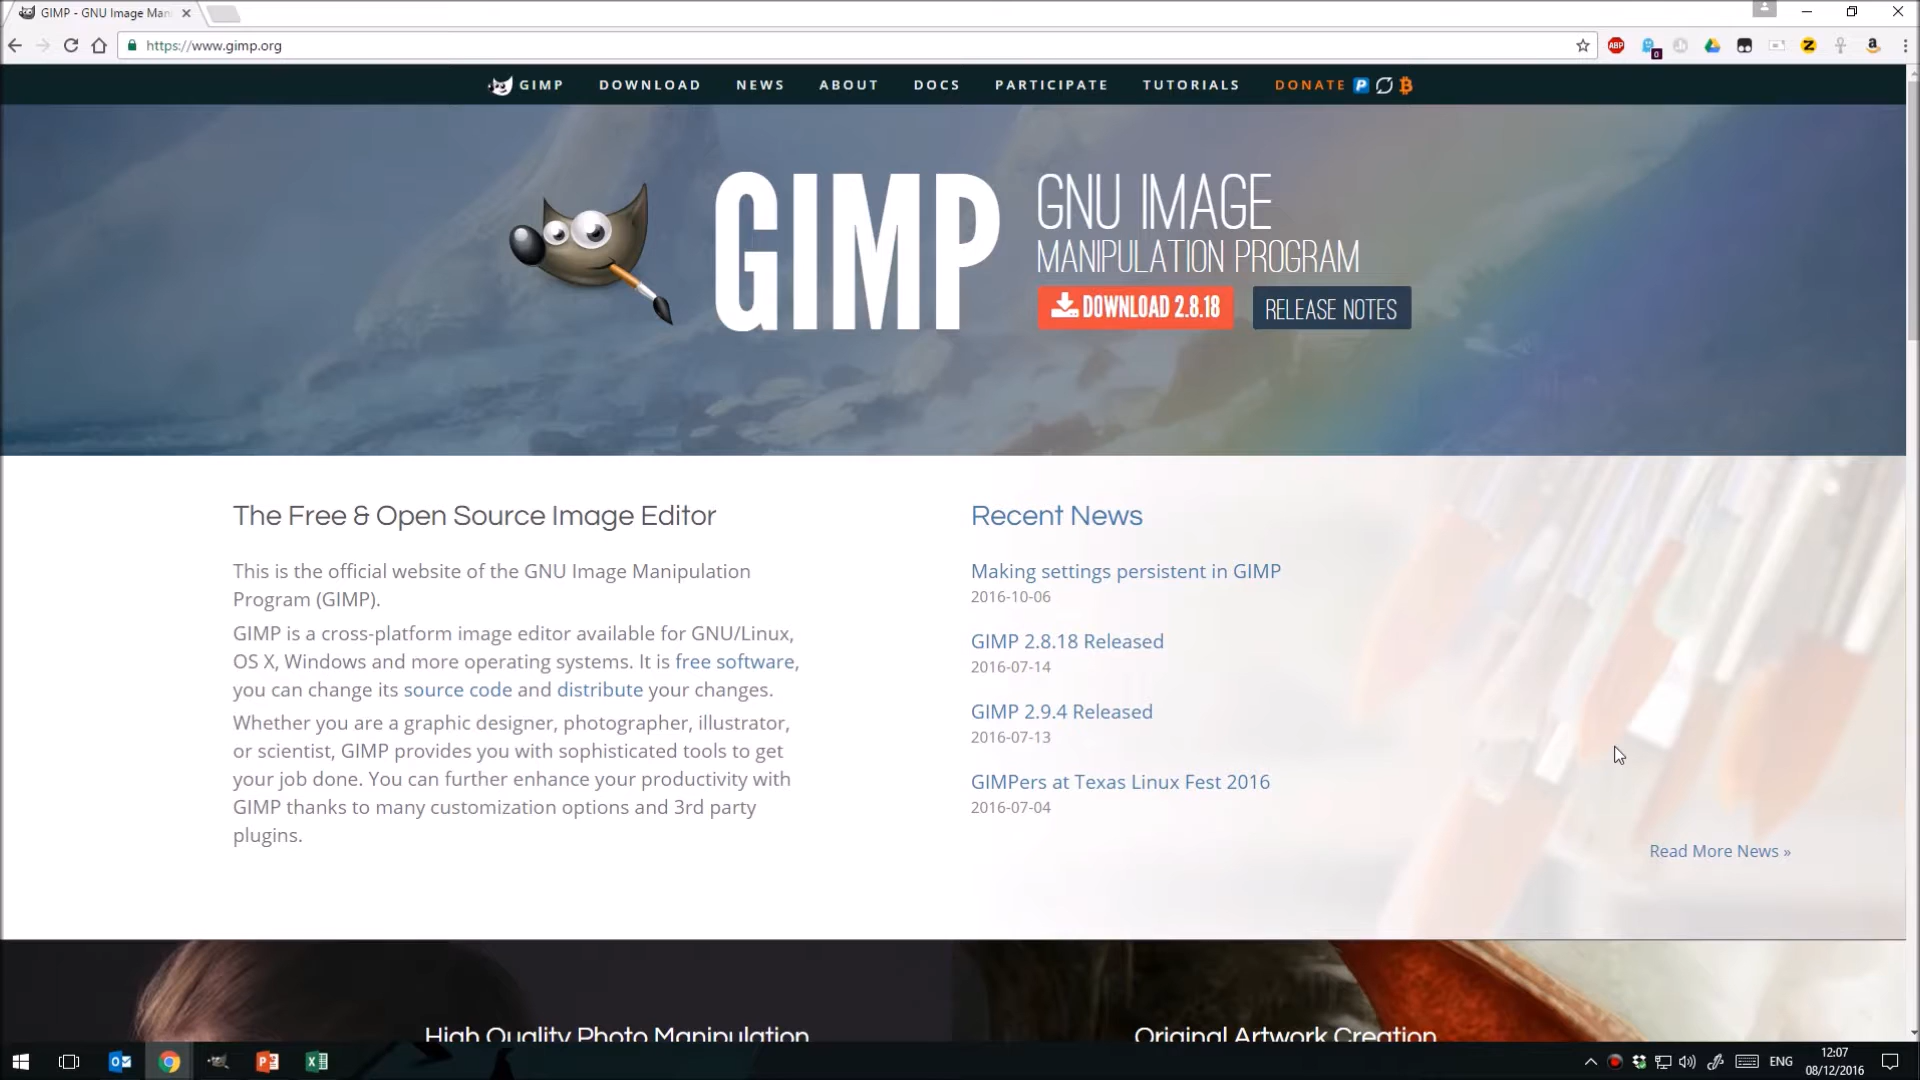 GIMP - GNU Image Man
https://www.gimp.org
ABP
0
GIMP DOWNLOAD NEWS ABOUT DOCS PARTICIPATE TUTORIALS DONATE
GIMP
GNU IMAGE
MANIPULATION PROGRAM
DOWNLOAD 2.8.18 RELEASE NOTES
The Free & Open Source Image Editor
This is the official website of the GNU Image Manipulation
Program (GIMP).
GIMP is a cross-platform image editor available for GNU/Linux,
OS X, Windows and more operating systems. It is free software,
you can change its source code and distribute your changes.
Whether you are a graphic designer, photographer, illustrator,
or scientist, GIMP provides you with sophisticated tools to get
your job done. You can further enhance your productivity with
GIMP thanks to many customization options and 3rd party
plugins.
Recent News
Making settings persistent in GIMP
2016-10-06
GIMP 2.8.18 Released
2016-07-14
GIMP 2.9.4 Released
2016-07-13
GIMPers at Texas Linux Fest 2016
2016-07-04
Read More News »
High Quality Photo Manipulation
Original Artwork Creation
ENG
12:07
08/12/2016